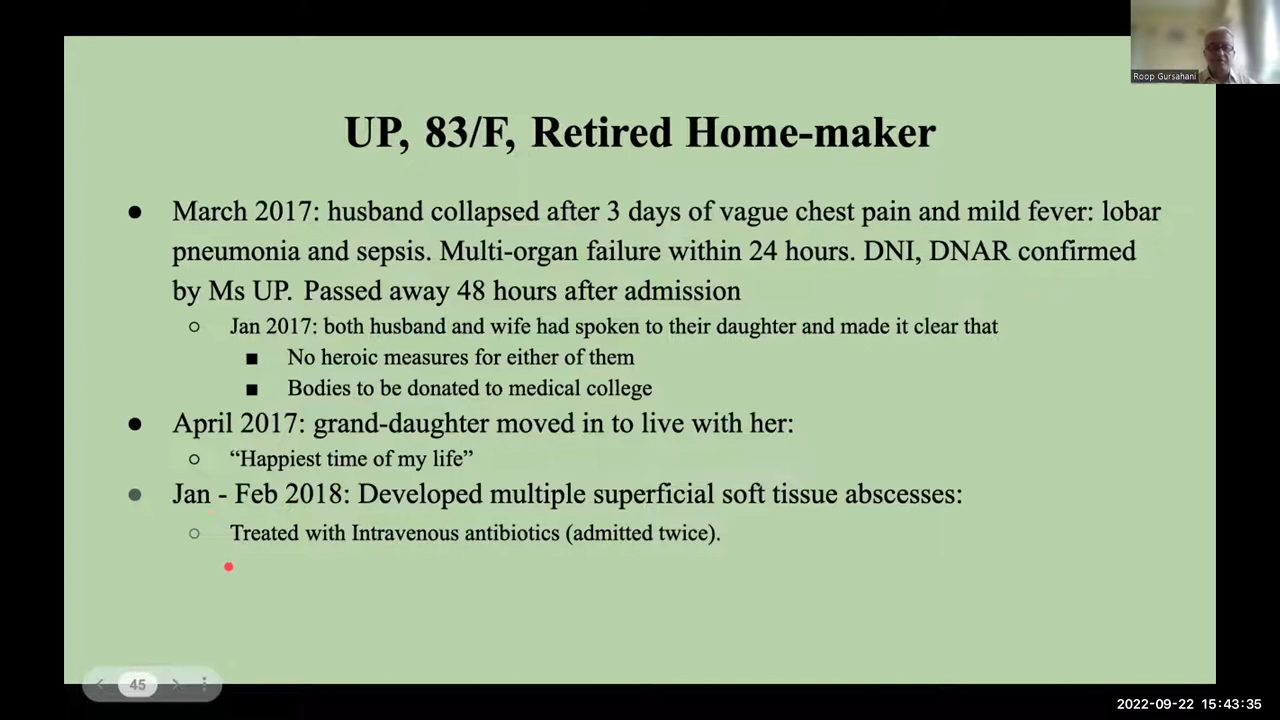 Roop Gursahani
UP, 83/F, Retired Home-maker
● March 2017: husband collapsed after 3 days of vague chest pain and mild fever: lobar
pneumonia and sepsis. Multi-organ failure within 24 hours. DNI, DNAR confirmed
by Ms UP. Passed away 48 hours after admission
○ Jan 2017: both husband and wife had spoken to their daughter and made it clear that
■ No heroic measures for either of them
■ Bodies to be donated to medical college
● April 2017: grand-daughter moved in to live with her:
○ “Happiest time of my life”
● Jan - Feb 2018: Developed multiple superficial soft tissue abscesses:
○ Treated with Intravenous antibiotics (admitted twice).
45
2022-09-22 15:43:35